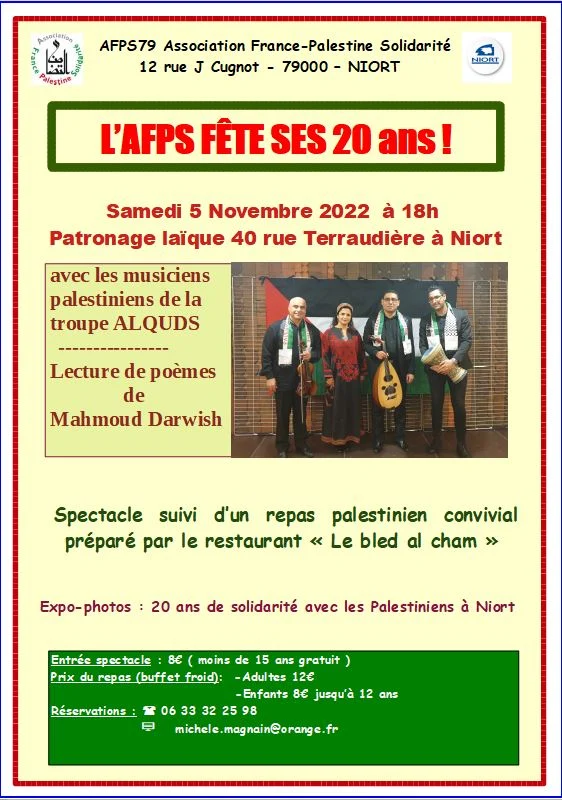 Association France Palestine Solidarité
AFPS79 Association France-Palestine Solidarité
12 rue J Cugnot - 79000 – NIORT
NIORT
L'AFPS FÊTE SES 20 ans !
Samedi 5 Novembre 2022 à 18h
Patronage laïque 40 rue Terraudière à Niort
avec les musiciens
palestiniens de la
troupe ALQUDS
----------------
Lecture de poèmes
de
Mahmoud Darwish
Spectacle suivi d'un repas palestinien convivial
préparé par le restaurant « Le bled al cham »
Expo-photos : 20 ans de solidarité avec les Palestiniens à Niort
Entrée spectacle : 8€ ( moins de 15 ans gratuit )
Prix du repas (buffet froid): -Adultes 12€
-Enfants 8€ jusqu'à 12 ans
Réservations : ☎ 06 33 32 25 98
michele.magnain@orange.fr